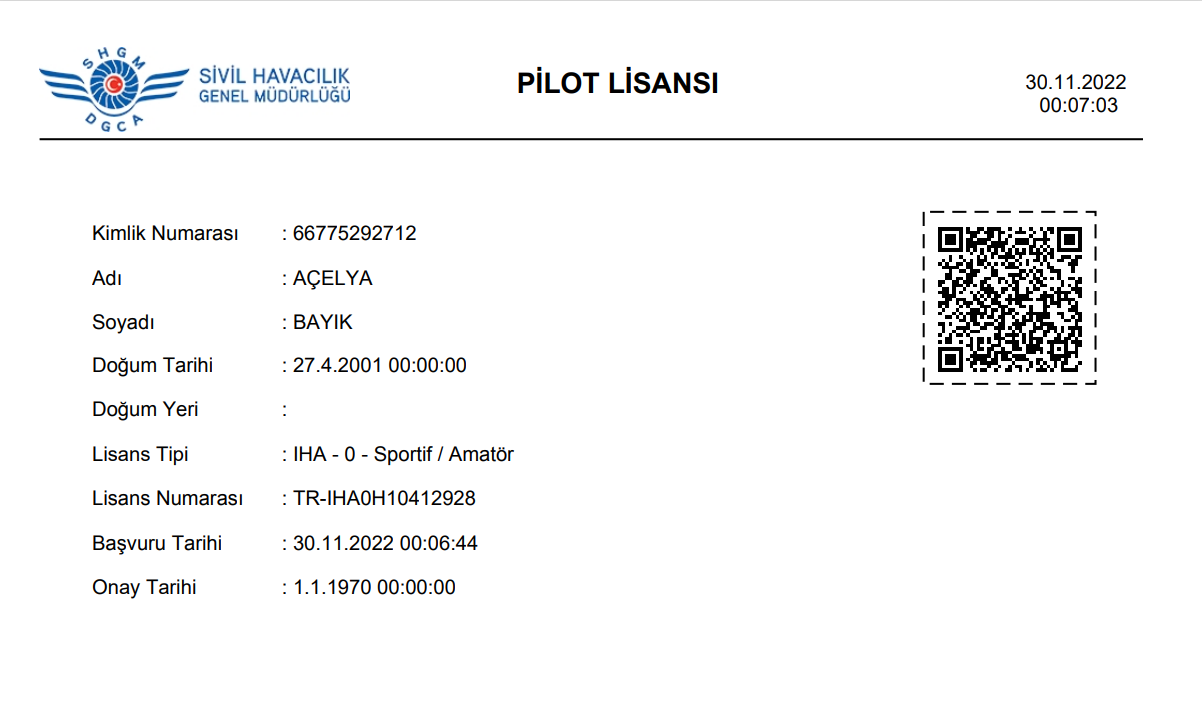 SHGM
DGCA
SİVİL HAVACILIK
GENEL MÜDÜRLÜĞÜ
PİLOT LİSANSI
30.11.2022
00:07:03
Kimlik Numarası : 66775292712
Adı : AÇELYA
Soyadı : BAYIK
Doğum Tarihi : 27.4.2001 00:00:00
Doğum Yeri :
Lisans Tipi : IHA - 0 - Sportif / Amatör
Lisans Numarası : TR-IHA0H10412928
Başvuru Tarihi : 30.11.2022 00:06:44
Onay Tarihi : 1.1.1970 00:00:00